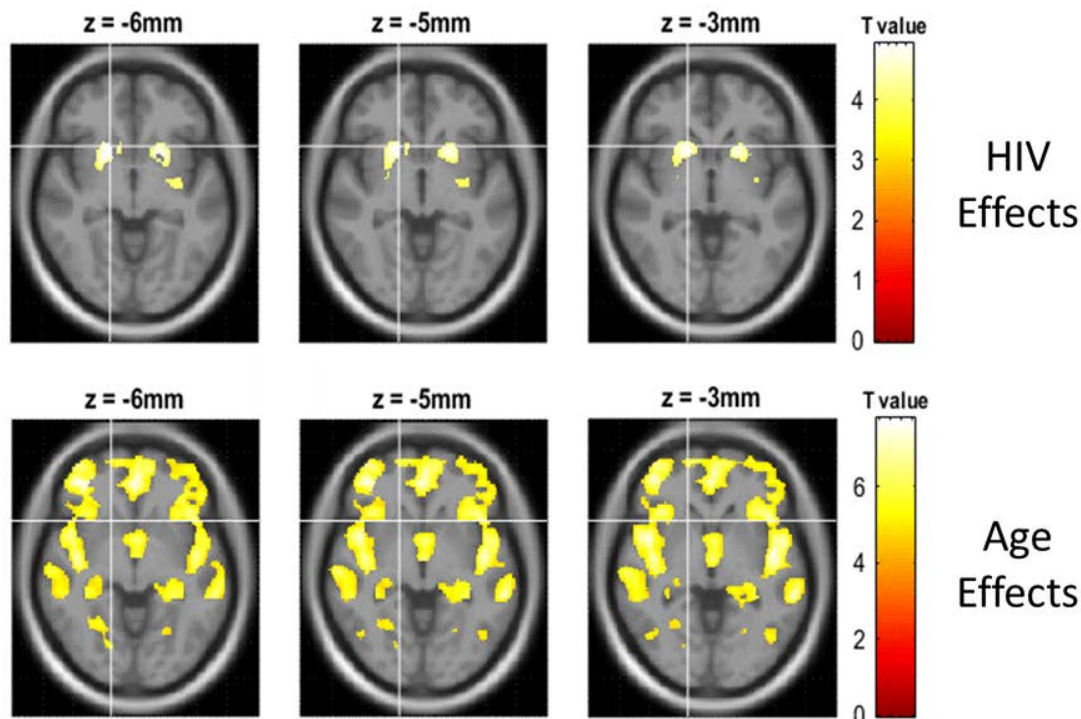 z = -6mm
z = -5mm
z = -3mm
T value
4
3
2
1
0
HIV
Effects
z = -6mm
z = -5mm
z = -3mm
T value
6
4
2
0
Age
Effects